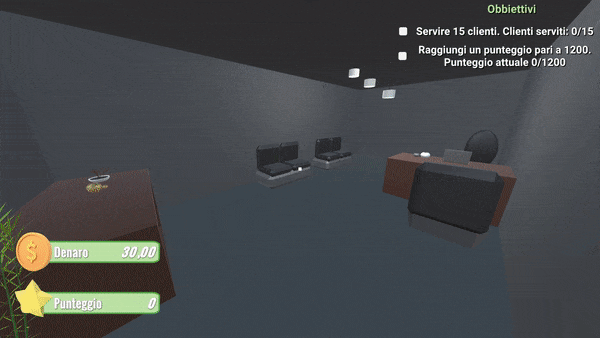 Obbiettivi
Servire 15 clienti. Clienti serviti: 0/15
Raggiungi un punteggio pari a 1200.
Punteggio attuale 0/1200
Denaro 30,00
Punteggio 0